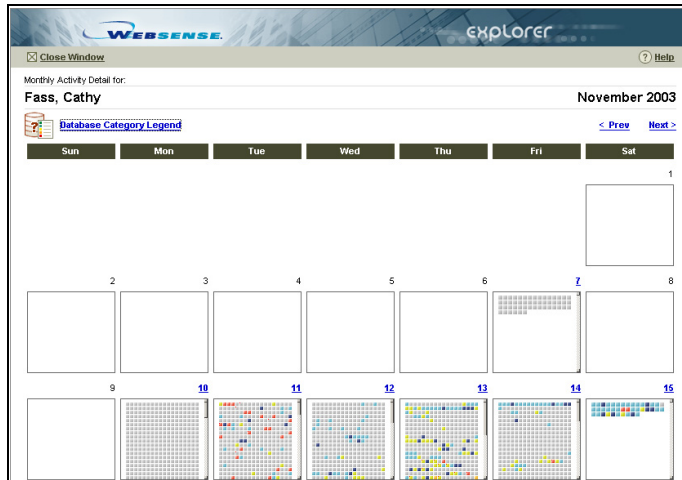 WEBSENSE. explorer
Close Window ? Help
Monthly Activity Detail for:
Fass, Cathy November 2003
Database Category Legend < Prev Next >
Sun Mon Tue Wed Thu Fri Sat
1
2 3 4 5 6 7 8
9 10 11 12 13 14 15